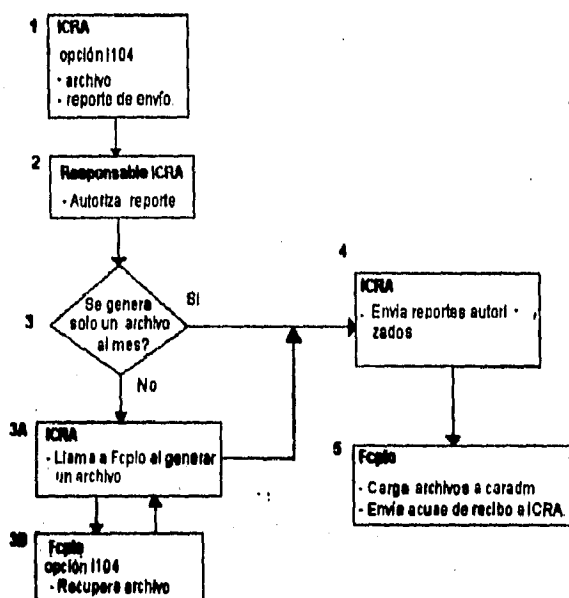 1
ICRA
opción I104
- archivo
- reporte de envío.
2
Responsable ICRA
- Autoriza reporte
3
Se genera
solo un archivo
al mes?
Si
No
4
ICRA
- Envia reportes autori -
zados
3A
ICRA
- Llama a Fcplo al generar
un archivo
5
Fcplo
- Carga archivos a caradm
- Envie acuse de recibo a ICRA.
3B
Fcplo
opción I104
- Recupera archivo